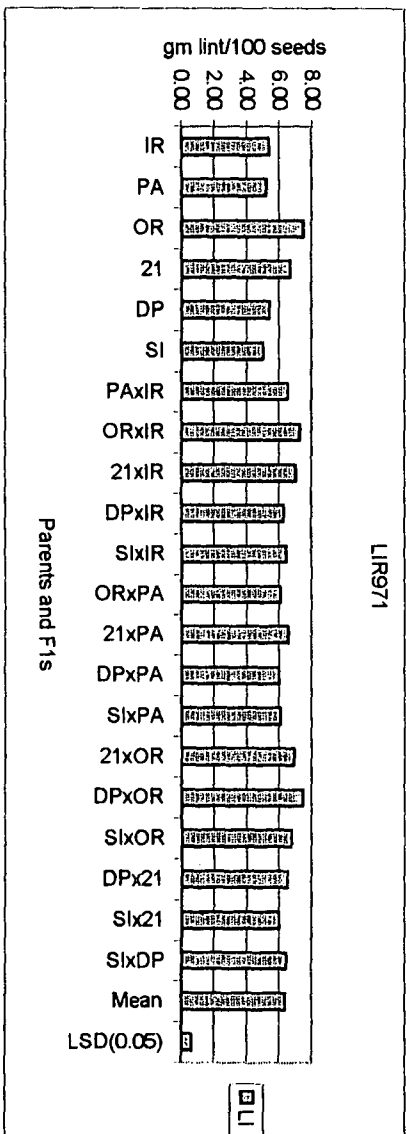 LIR971
gm lint/100 seeds
8.00
6.00
4.00
2.00
0.00
IR
PA
OR
21
DP
SI
PAxIR
ORxIR
21xIR
DPxIR
SIxIR
ORxPA
21xPA
DPxPA
SIxPA
21xOR
DPxOR
SIxOR
DPx21
SIx21
SIxDP
Mean
LSD(0.05)
Parents and F1s
LI